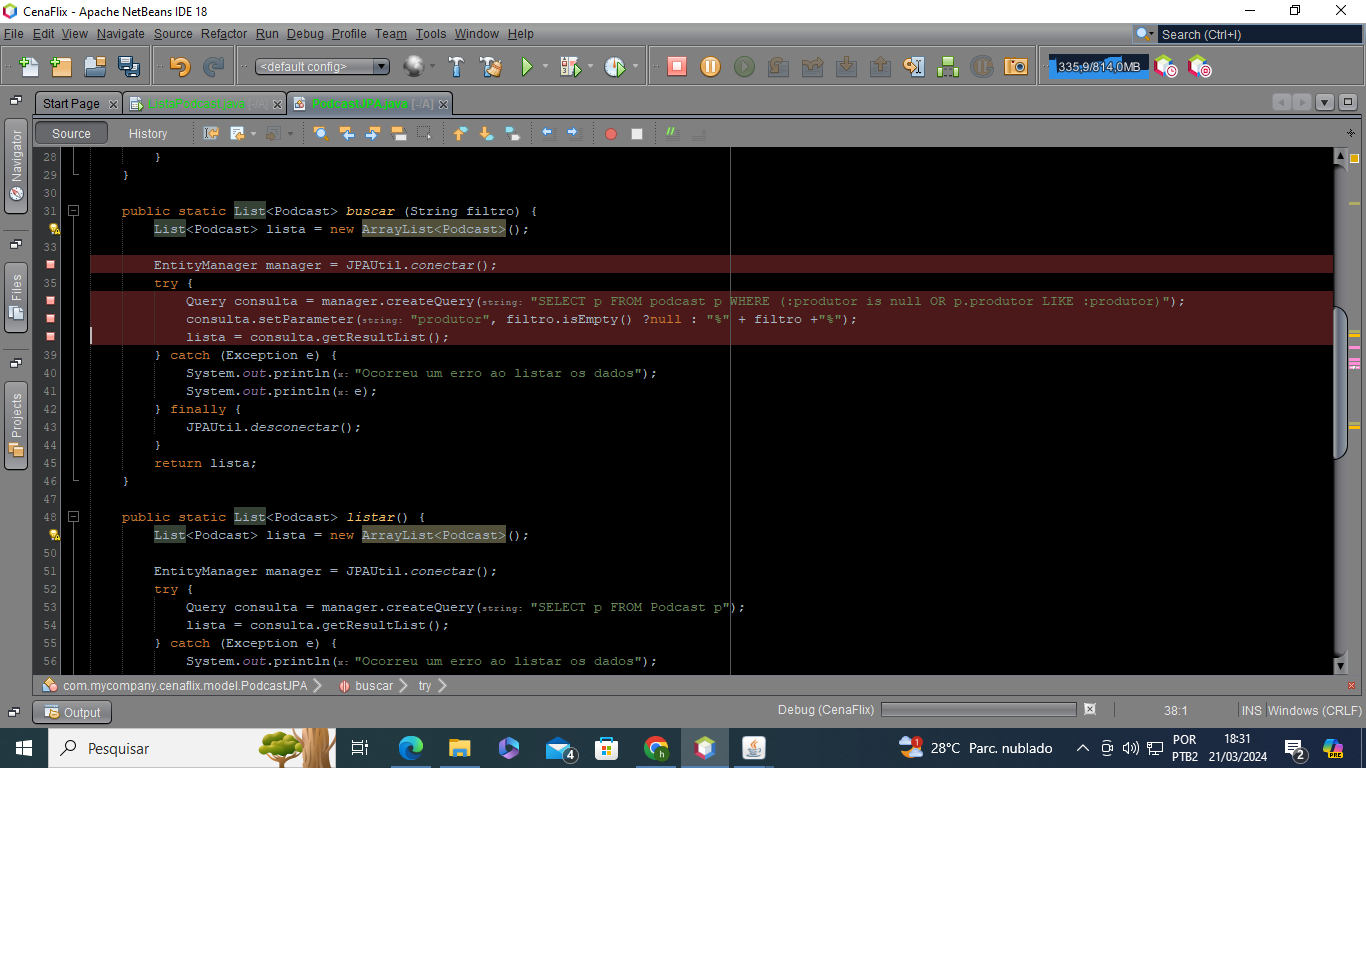 CenaFlix - Apache NetBeans IDE 18
File Edit View Navigate Source Refactor Run Debug Profile Team Tools Window Help
Search (Ctrl+I)
<default config>
335,9/814,0MB
Start Page
[-/A]
PodcastJPA.java [-/A]
Source History
Navigator
Files
Projects
28 }
29 }
30
31 public static List<Podcast> buscar (String filtro) {
List<Podcast> lista = new ArrayList<Podcast>();
33
EntityManager manager = JPAUtil.conectar();
35 try {
Query consulta = manager.createQuery(string: "SELECT p FROM podcast p WHERE (:produtor is null OR p.produtor LIKE :produtor)");
consulta.setParameter(string: "produtor", filtro.isEmpty() ?null : "%" + filtro +"%");
lista = consulta.getResultList();
39 } catch (Exception e) {
40 System.out.println(x: "Ocorreu um erro ao listar os dados");
41 System.out.println(x: e);
42 } finally {
43 JPAUtil.desconectar();
44 }
45 return lista;
46 }
47
48 public static List<Podcast> listar() {
List<Podcast> lista = new ArrayList<Podcast>();
50
51 EntityManager manager = JPAUtil.conectar();
52 try {
53 Query consulta = manager.createQuery(string: "SELECT p FROM Podcast p");
54 lista = consulta.getResultList();
55 } catch (Exception e) {
56 System.out.println(x: "Ocorreu um erro ao listar os dados");
com.mycompany.cenaflix.model.PodcastJPA buscar try
Output
Debug (CenaFlix)
38:1
INS
Windows (CRLF)
Pesquisar
4
1
28°C Parc. nublado
POR
PTB2
18:31
21/03/2024
2
PRE